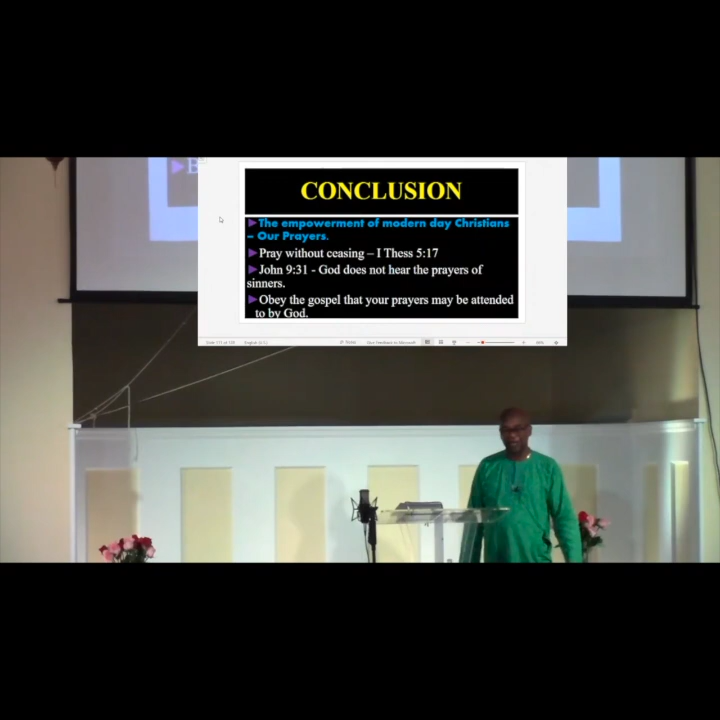 B
CONCLUSION
►The empowerment of modern day Christians
– Our Prayers.
►Pray without ceasing – I Thess 5:17
►John 9:31 - God does not hear the prayers of
sinners.
►Obey the gospel that your prayers may be attended
to by God.